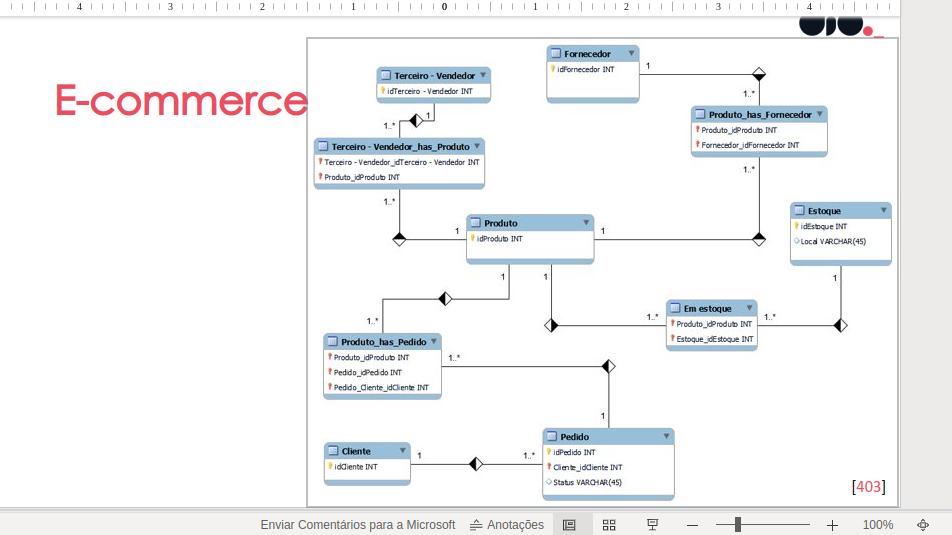 4 3 2 1 0 1 2 3 4
E-commerce
Fornecedor
idFornecedor INT
1
1..*
Terceiro - Vendedor
idTerceiro - Vendedor INT
1
1..*
Produto_has_Fornecedor
Produto_idProduto INT
Fornecedor_idFornecedor INT
1..*
Terceiro - Vendedor_has_Produto
Terceiro - Vendedor_idTerceiro - Vendedor INT
Produto_idProduto INT
1..*
Estoque
idEstoque INT
Local VARCHAR(45)
1
Produto
idProduto INT
1
1
1
1
1..*
Em estoque
Produto_idProduto INT
Estoque_idEstoque INT
1..*
1..*
Produto_has_Pedido
Produto_idProduto INT
Pedido_idPedido INT
Pedido_Cliente_idCliente INT
1..*
1
Cliente
idCliente INT
1
1..*
Pedido
idPedido INT
Cliente_idCliente INT
Status VARCHAR(45)
[403]
Enviar Comentários para a Microsoft Anotações 100%